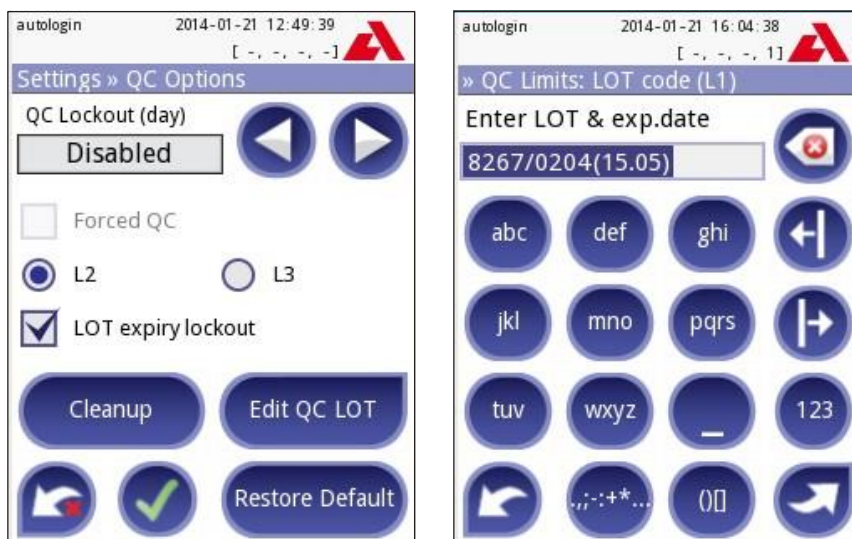 autologin 2014-01-21 12:49:39
[ -, -, -, -]
Settings » QC Options
QC Lockout (day)
Disabled
Forced QC
L2 L3
LOT expiry lockout
Cleanup Edit QC LOT
Restore Default
autologin 2014-01-21 16:04:38
[ -, -, -, 1]
» QC Limits: LOT code (L1)
Enter LOT & exp.date
8267/0204(15.05)
abc def ghi
jkl mno pqrs
tuv wxyz _ 123
.,;-:+*... ()[]